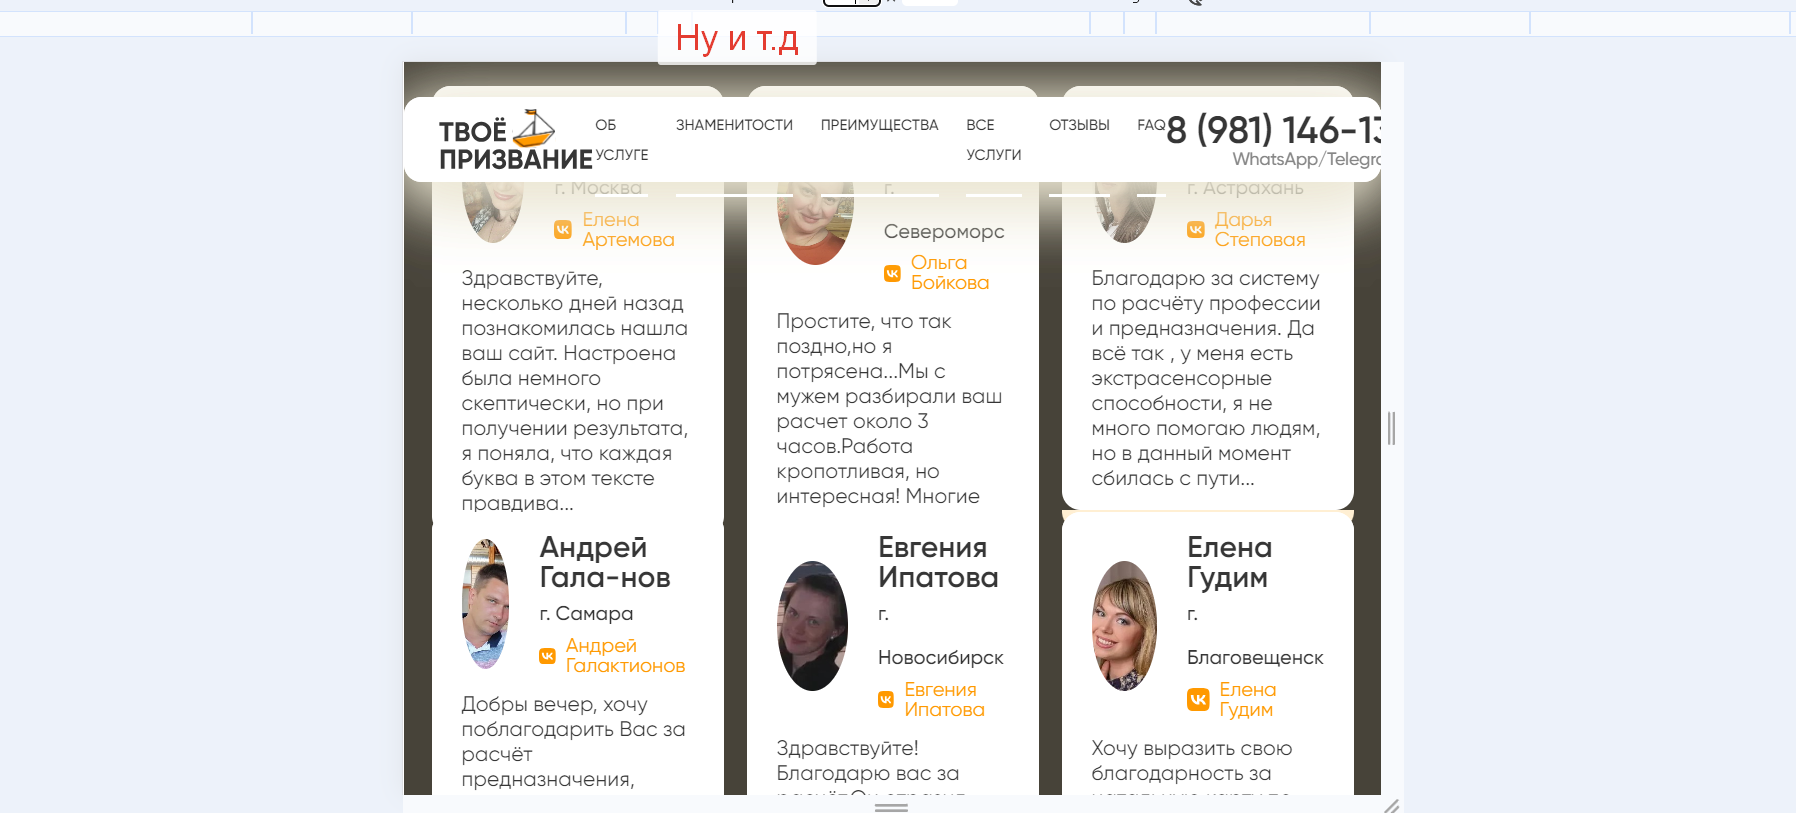 Ну и т.д
ТВОЁ
ПРИЗВАНИЕ
ОБ
УСЛУГЕ
ЗНАМЕНИТОСТИ
ПРЕИМУЩЕСТВА
ВСЕ
УСЛУГИ
ОТЗЫВЫ
FAQ
8 (981) 146-13
WhatsApp/Telegra
г. Москва
Елена
Артемова
Здравствуйте,
несколько дней назад
познакомилась нашла
ваш сайт. Настроена
была немного
скептически, но при
получении результата,
я поняла, что каждая
буква в этом тексте
правдива...
г.
Североморс
Ольга
Бойкова
Простите, что так
поздно,но я
потрясена...Мы с
мужем разбирали ваш
расчет около 3
часов.Работа
кропотливая, но
интересная! Многие
г. Астрахань
Дарья
Степовая
Благодарю за систему
по расчёту профессии
и предназначения. Да
всё так , у меня есть
экстрасенсорные
способности, я не
много помогаю людям,
но в данный момент
сбилась с пути...
Андрей
Гала-нов
г. Самара
Андрей
Галактионов
Добры вечер, хочу
поблагодарить Вас за
расчёт
предназначения,
Евгения
Ипатова
г.
Новосибирск
Евгения
Ипатова
Здравствуйте!
Благодарю вас за
Елена
Гудим
г.
Благовещенск
Елена
Гудим
Хочу выразить свою
благодарность за